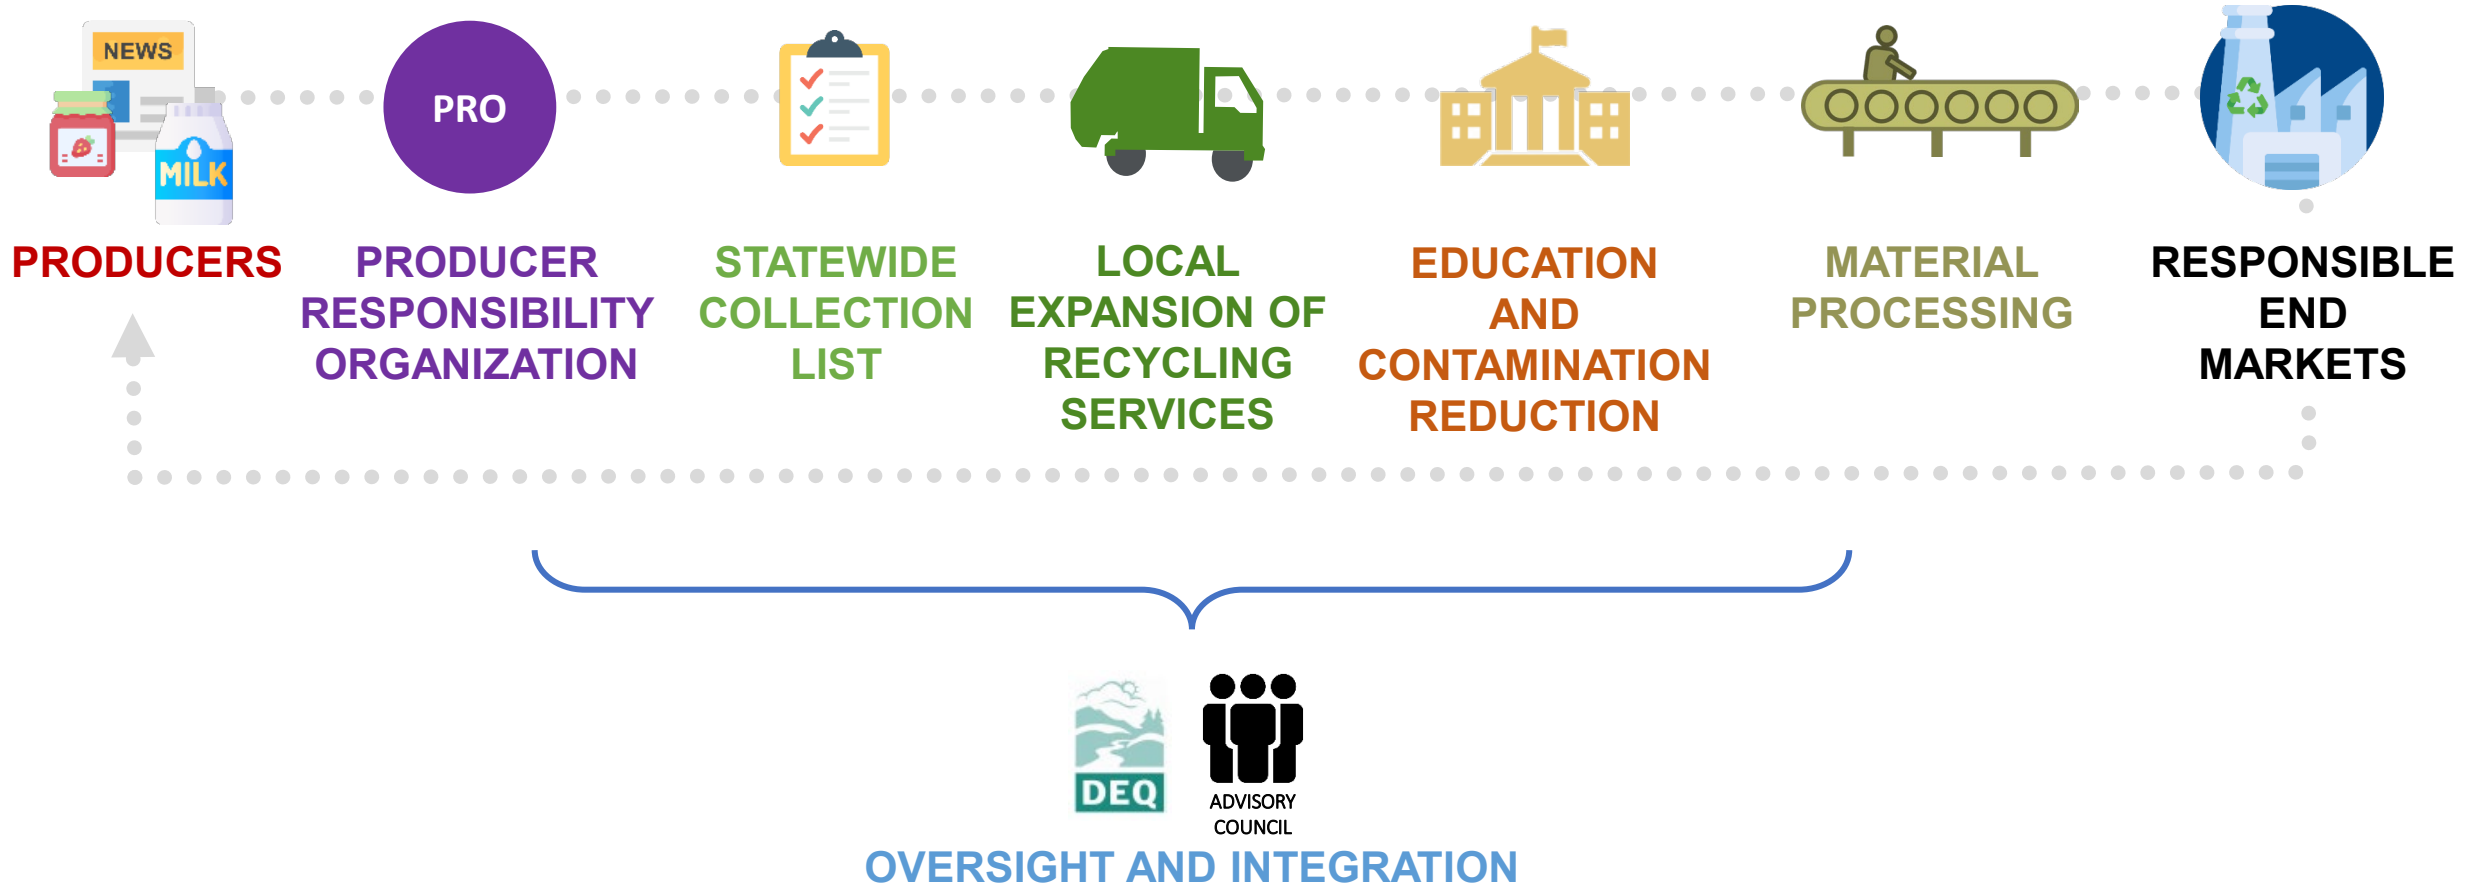 NEWS
MILK
PRO
PRODUCERS
PRODUCER
RESPONSIBILITY
ORGANIZATION
STATEWIDE
COLLECTION
LIST
LOCAL
EXPANSION OF
RECYCLING
SERVICES
EDUCATION
AND
CONTAMINATION
REDUCTION
MATERIAL
PROCESSING
RESPONSIBLE
END
MARKETS
DEQ
ADVISORY
COUNCIL
OVERSIGHT AND INTEGRATION